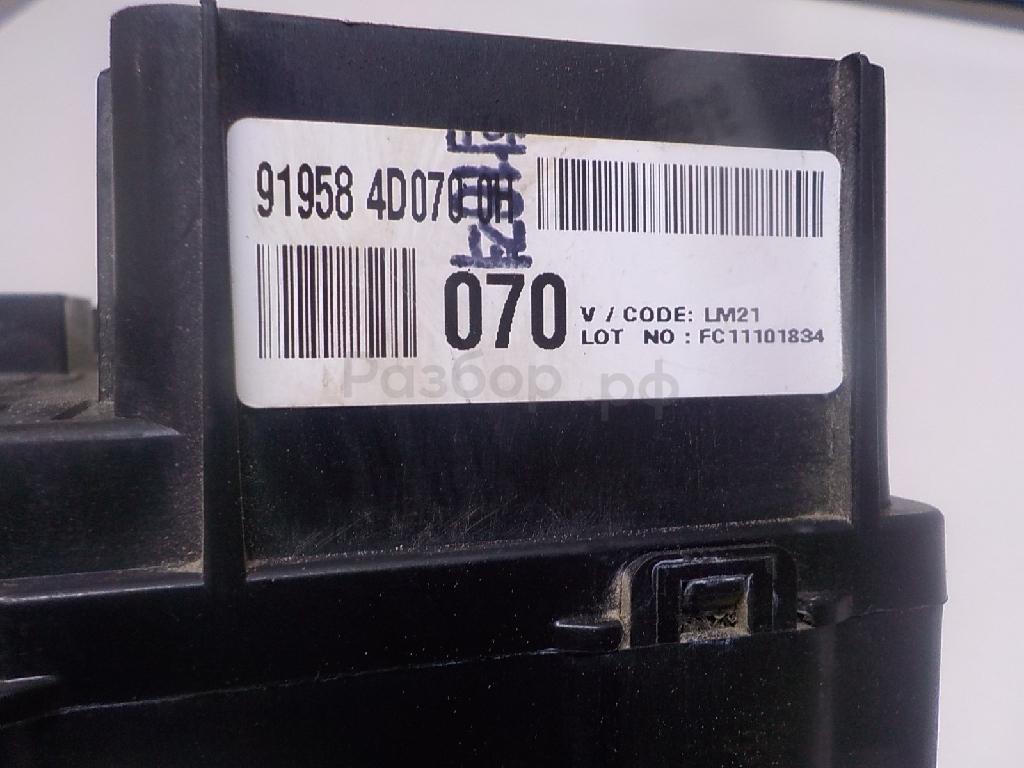 91958 4D070 0H
070
V / CODE: LM21
LOT NO : FC11101834
Разбор.рф